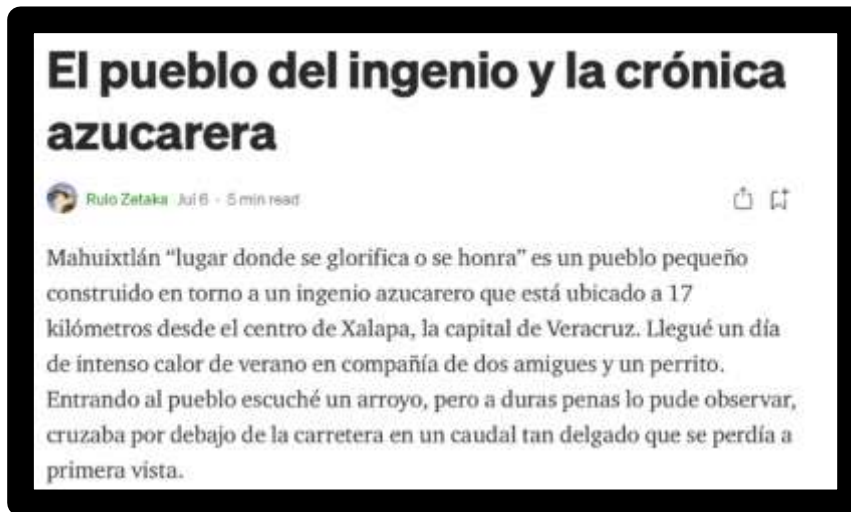 El pueblo del ingenio y la crónica
azucarera
Rulo Zetaka Jul 6 · 5 min read
Mahuixtlán “lugar donde se glorifica o se honra” es un pueblo pequeño
construido en torno a un ingenio azucarero que está ubicado a 17
kilómetros desde el centro de Xalapa, la capital de Veracruz. Llegué un día
de intenso calor de verano en compañía de dos amigues y un perrito.
Entrando al pueblo escuché un arroyo, pero a duras penas lo pude observar,
cruzaba por debajo de la carretera en un caudal tan delgado que se perdía a
primera vista.